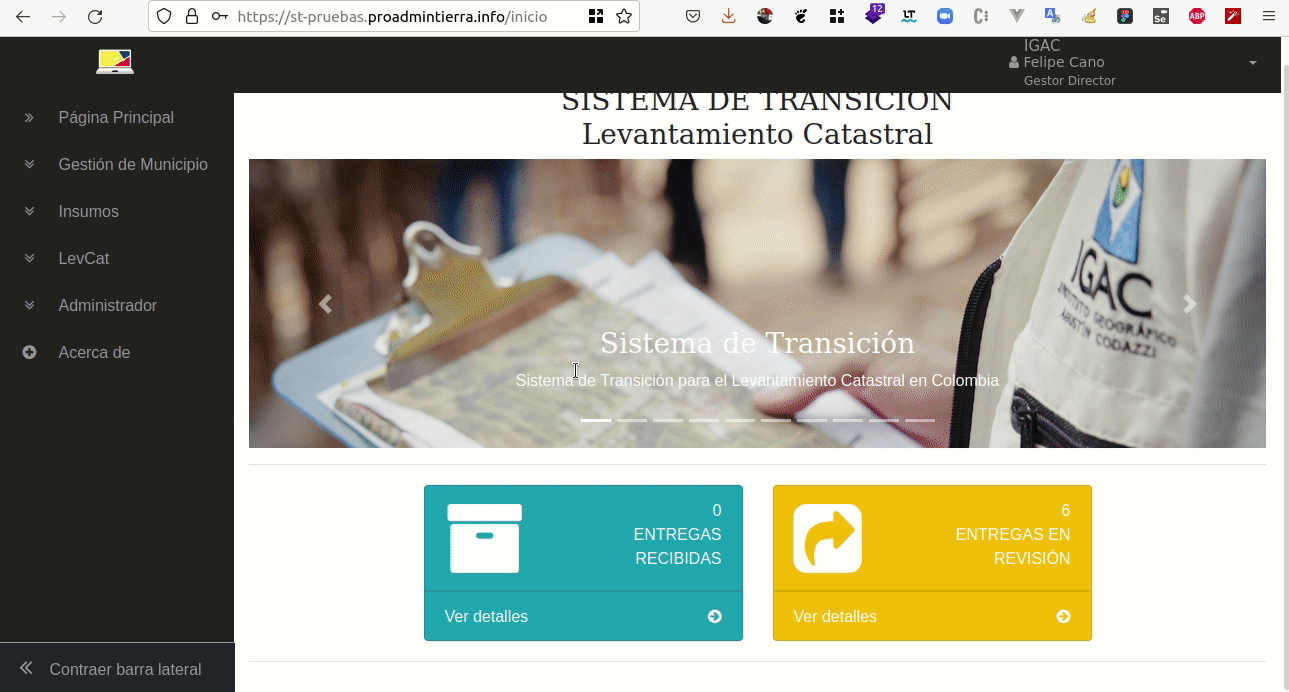 https://st-pruebas.proadmintierra.info/inicio
12
LT
Se
ABP
IGAC
Felipe Cano
Gestor Director
Página Principal
Gestión de Municipio
Insumos
LevCat
Administrador
Acerca de
Contraer barra lateral
SISTEMA DE TRANSICIÓN
Levantamiento Catastral
IGAC
INSTITUTO GEOGRÁFICO
AGUSTÍN CODAZZI
Sistema de Transición
Sistema de Transición para el Levantamiento Catastral en Colombia
0
ENTREGAS
RECIBIDAS
Ver detalles
6
ENTREGAS EN
REVISIÓN
Ver detalles